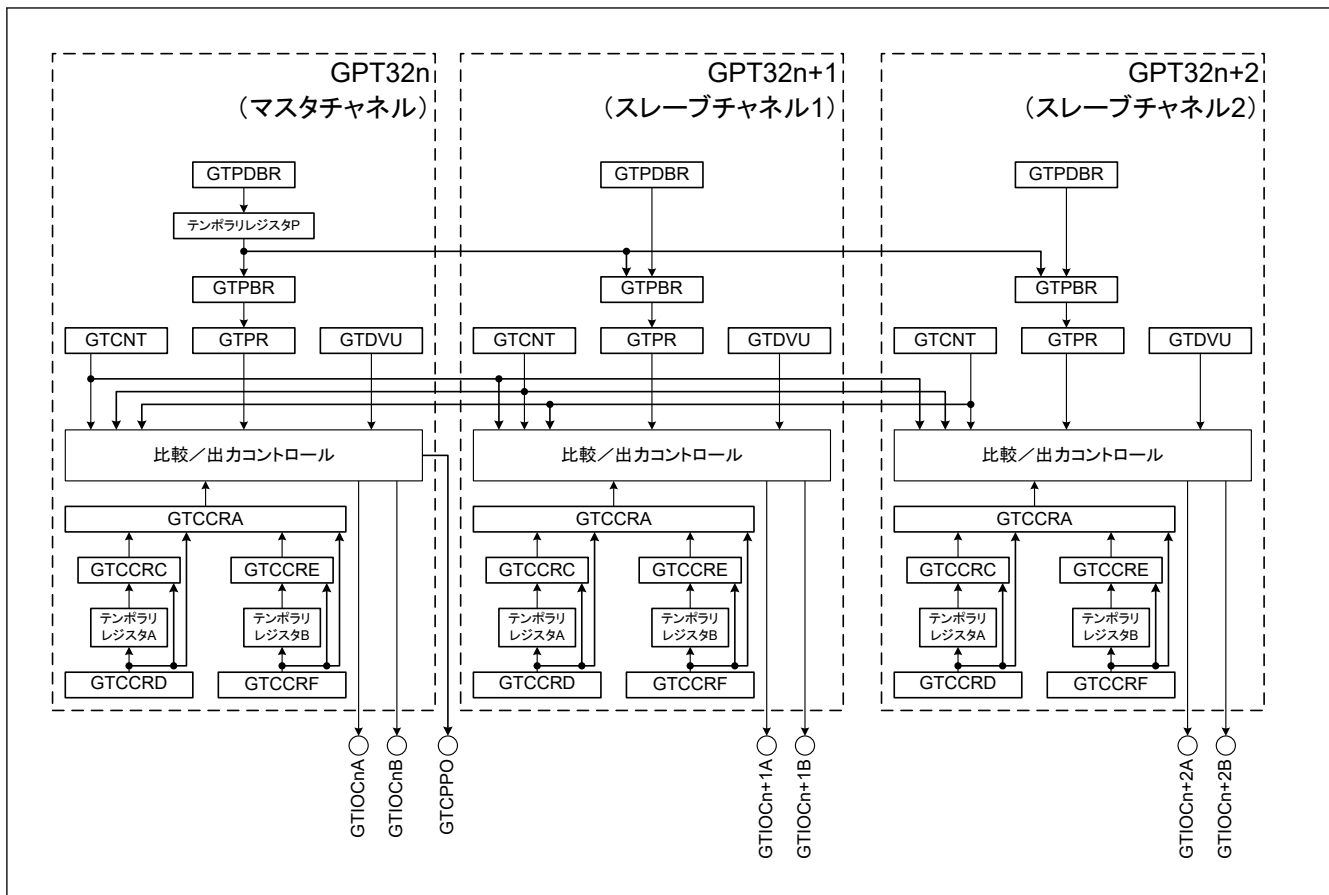 GPT32n
（マスタチャネル）
GTPDBR
テンポラリレジスタP
GTPBR
GTCNT
GTPR
GTDVU
比較／出力コントロール
GTCCRA
GTCCRC
GTCCRE
テンポラリ
レジスタA
テンポラリ
レジスタB
GTCCRD
GTCCRF
GTIOCnA
GTIOCnB
GTCPPO
GPT32n+1
（スレーブチャネル1）
GTPDBR
GTPBR
GTCNT
GTPR
GTDVU
比較／出力コントロール
GTCCRA
GTCCRC
GTCCRE
テンポラリ
レジスタA
テンポラリ
レジスタB
GTCCRD
GTCCRF
GTIOCn+1A
GTIOCn+1B
GPT32n+2
（スレーブチャネル2）
GTPDBR
GTPBR
GTCNT
GTPR
GTDVU
比較／出力コントロール
GTCCRA
GTCCRC
GTCCRE
テンポラリ
レジスタA
テンポラリ
レジスタB
GTCCRD
GTCCRF
GTIOCn+2A
GTIOCn+2B